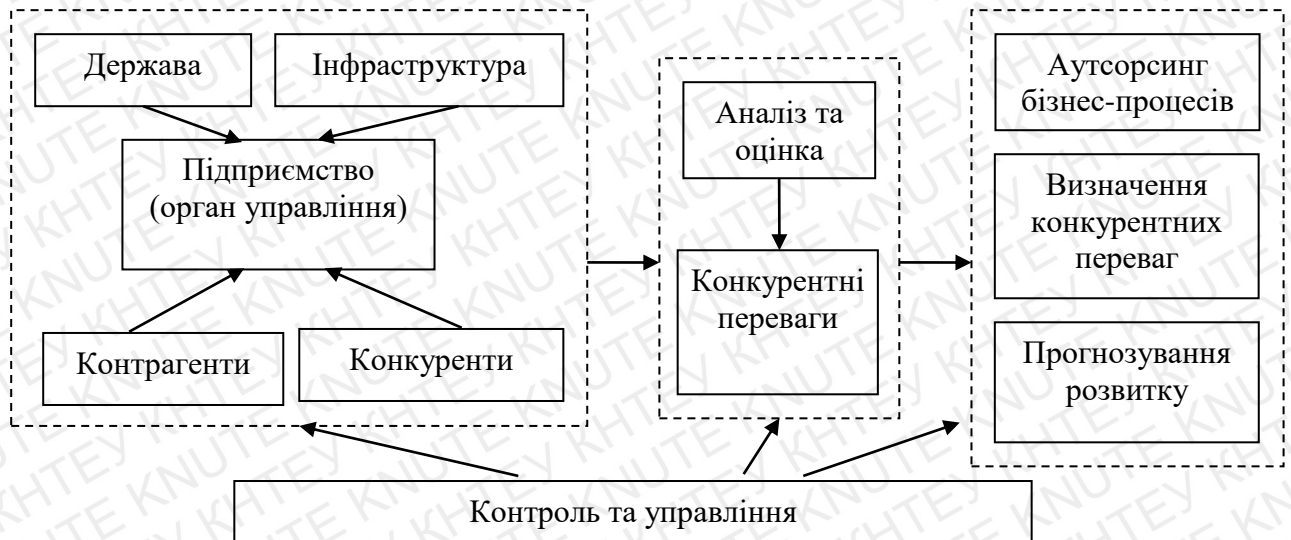 Держава
Інфраструктура
Підприємство
(орган управління)
Контрагенти
Конкуренти
Аналіз та
оцінка
Конкурентні
переваги
Аутсорсинг
бізнес-процесів
Визначення
конкурентних
переваг
Прогнозування
розвитку
Контроль та управління